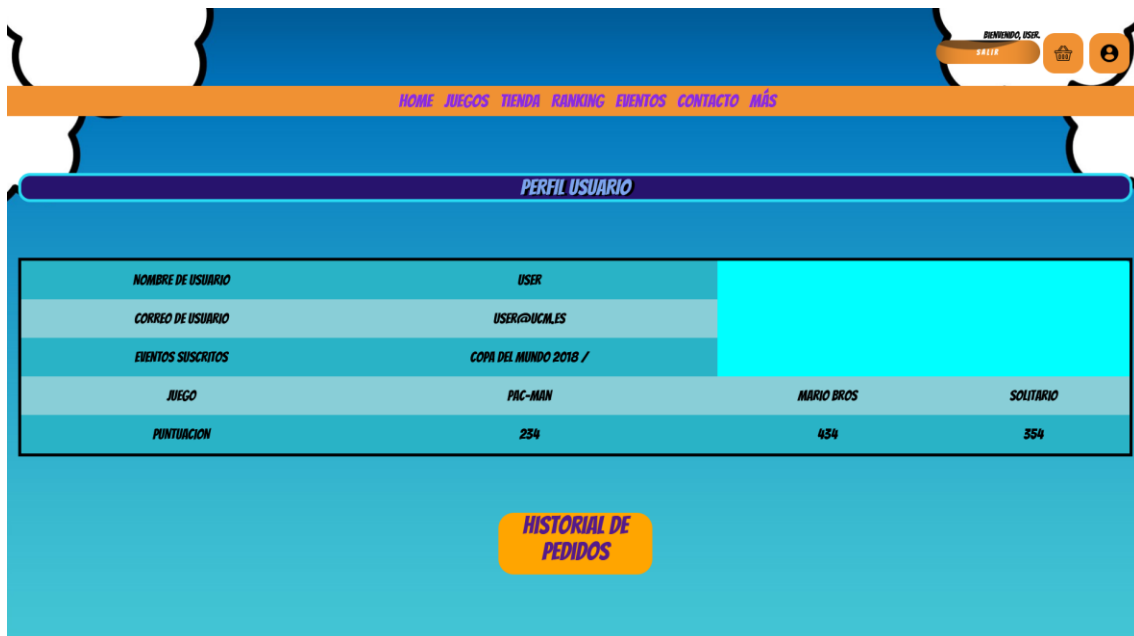 BIENVENIDO, USER.
SALIR
HOME JUEGOS TIENDA RANKING EVENTOS CONTACTO MÁS
PERFIL USUARIO
NOMBRE DE USUARIO USER
CORREO DE USUARIO USER@UCM.ES
EVENTOS SUSCRITOS COPA DEL MUNDO 2018 /
JUEGO PAC-MAN MARIO BROS SOLITARIO
PUNTUACION 234 434 354
HISTORIAL DE
PEDIDOS